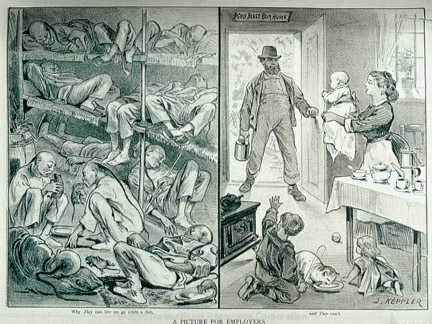 GOD BLESS OUR HOME
J. KEPPLER
Why They can live on 40 cents a day,
and They can't.
A PICTURE FOR EMPLOYERS.